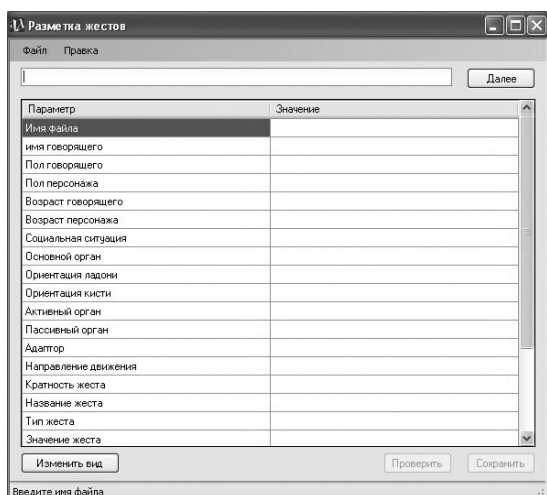 Разметка жестов
Файл Правка
Далее
Параметр Значение
Имя Файла
имя говорящего
Пол говорящего
Пол персонажа
Возраст говорящего
Возраст персонажа
Социальная ситуация
Основной орган
Ориентация ладони
Ориентация кисти
Активный орган
Пассивный орган
Адаптор
Направление движения
Кратность жеста
Название жеста
Тип жеста
Значение жеста
Изменить вид Проверить Сохранить
Введите имя файла